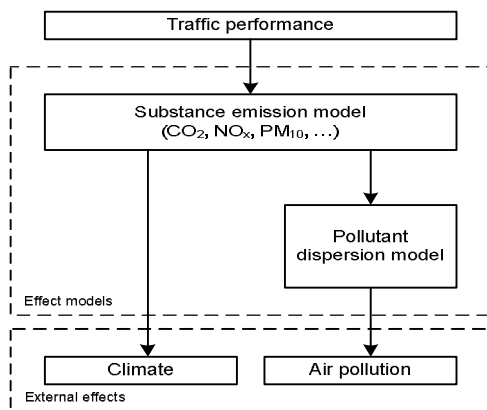 Traffic performance
Substance emission model
(CO₂, NOₓ, PM₁₀, ...)
Pollutant
dispersion model
Effect models
Climate
Air pollution
External effects